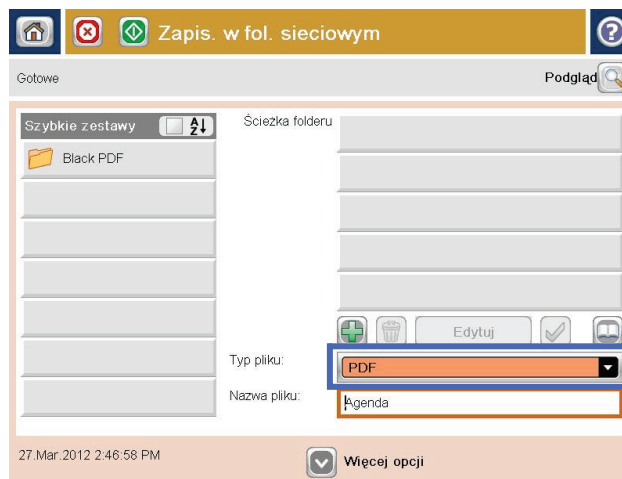 Zapis. w fol. sieciowym
?
Gotowe
Podgląd
Szybkie zestawy
AZ
Ścieżka folderu
Black PDF
Edytuj
Typ pliku:
PDF
Nazwa pliku:
Agenda
27.Mar.2012 2:46:58 PM
Więcej opcji